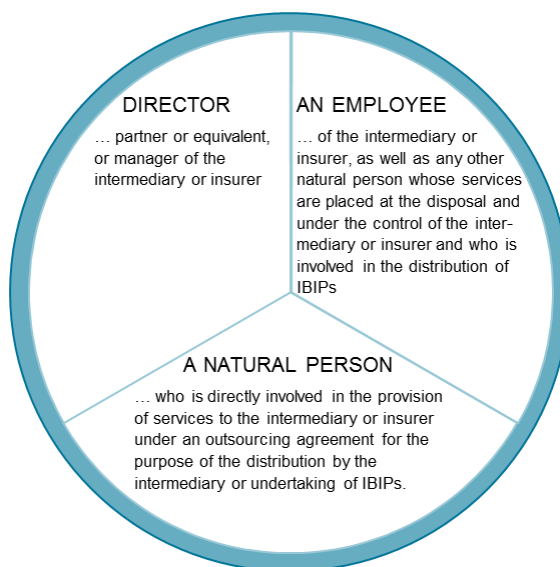 DIRECTOR
… partner or equivalent,
or manager of the
intermediary or insurer
AN EMPLOYEE
… of the intermediary or
insurer, as well as any other
natural person whose services
are placed at the disposal and
under the control of the inter-
mediary or insurer and who is
involved in the distribution of
IBIPs
A NATURAL PERSON
… who is directly involved in the provision
of services to the intermediary or insurer
under an outsourcing agreement for the
purpose of the distribution by the
intermediary or undertaking of IBIPs.